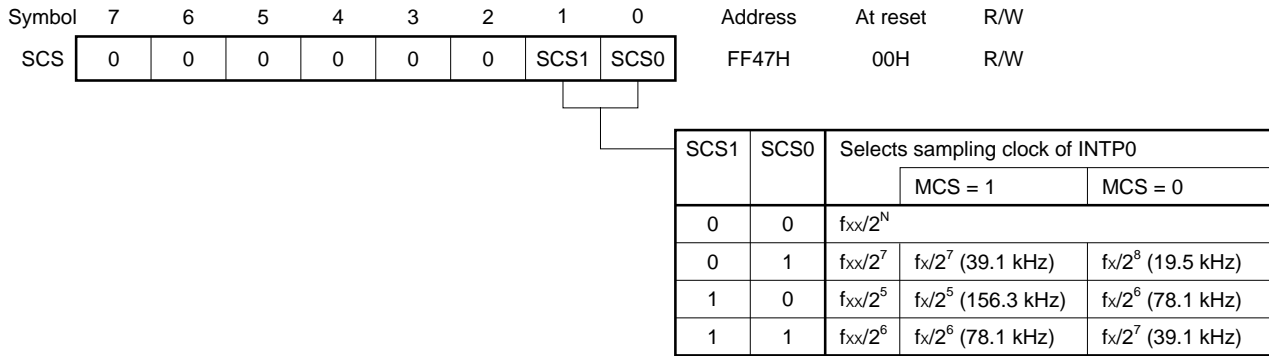 Symbol 7 6 5 4 3 2 1 0 Address At reset R/W
SCS 0 0 0 0 0 0 SCS1 SCS0 FF47H 00H R/W
SCS1 SCS0 Selects sampling clock of INTP0
MCS = 1 MCS = 0
0 0 fxx/2^N
0 1 fxx/2^7 fx/2^7 (39.1 kHz) fx/2^8 (19.5 kHz)
1 0 fxx/2^5 fx/2^5 (156.3 kHz) fx/2^6 (78.1 kHz)
1 1 fxx/2^6 fx/2^6 (78.1 kHz) fx/2^7 (39.1 kHz)